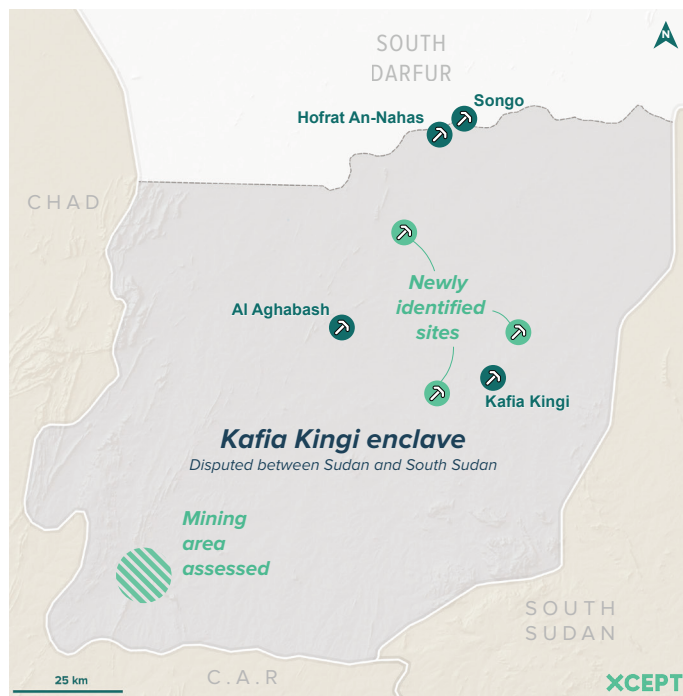 SOUTH
DARFUR
N
Songo
Hofrat An-Nahas
CHAD
Newly
identified
sites
Al Aghabash
Kafia Kingi
Kafia Kingi enclave
Disputed between Sudan and South Sudan
Mining
area
assessed
SOUTH
SUDAN
C.A.R
25 km
XCEPT